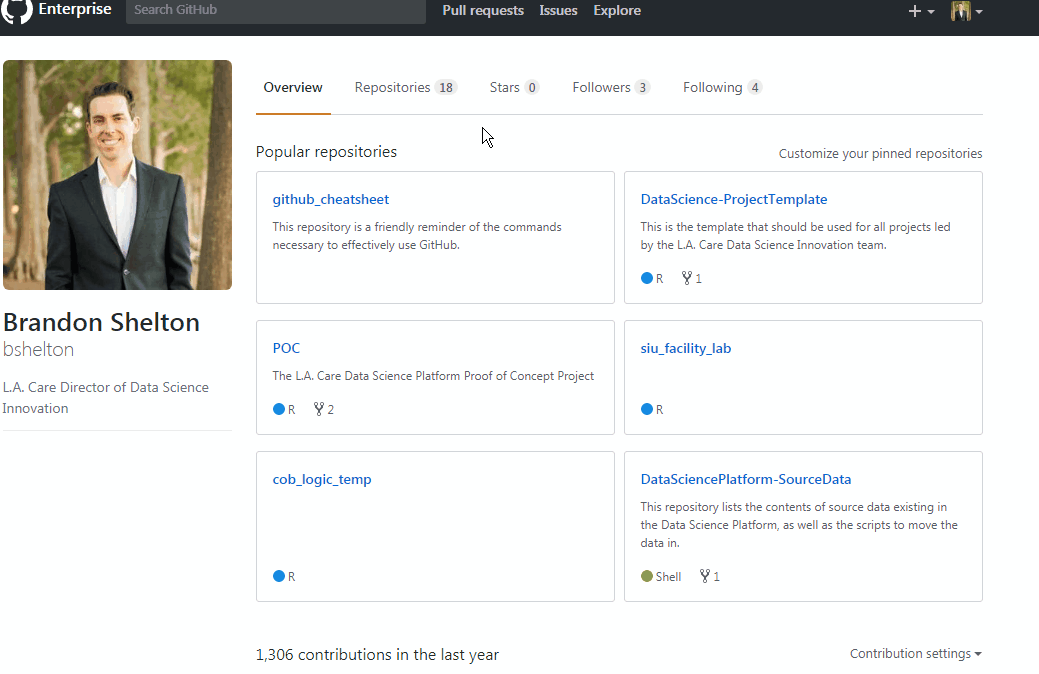 Enterprise Search GitHub Pull requests Issues Explore
Overview Repositories 18 Stars 0 Followers 3 Following 4
Popular repositories
Customize your pinned repositories
github_cheatsheet
This repository is a friendly reminder of the commands
necessary to effectively use GitHub.
DataScience-ProjectTemplate
This is the template that should be used for all projects led
by the L.A. Care Data Science Innovation team.
R 1
Brandon Shelton
bshelton
L.A. Care Director of Data Science
Innovation
POC
The L.A. Care Data Science Platform Proof of Concept Project
R 2
siu_facility_lab
R
cob_logic_temp
R
DataSciencePlatform-SourceData
This repository lists the contents of source data existing in
the Data Science Platform, as well as the scripts to move the
data in.
Shell 1
1,306 contributions in the last year
Contribution settings